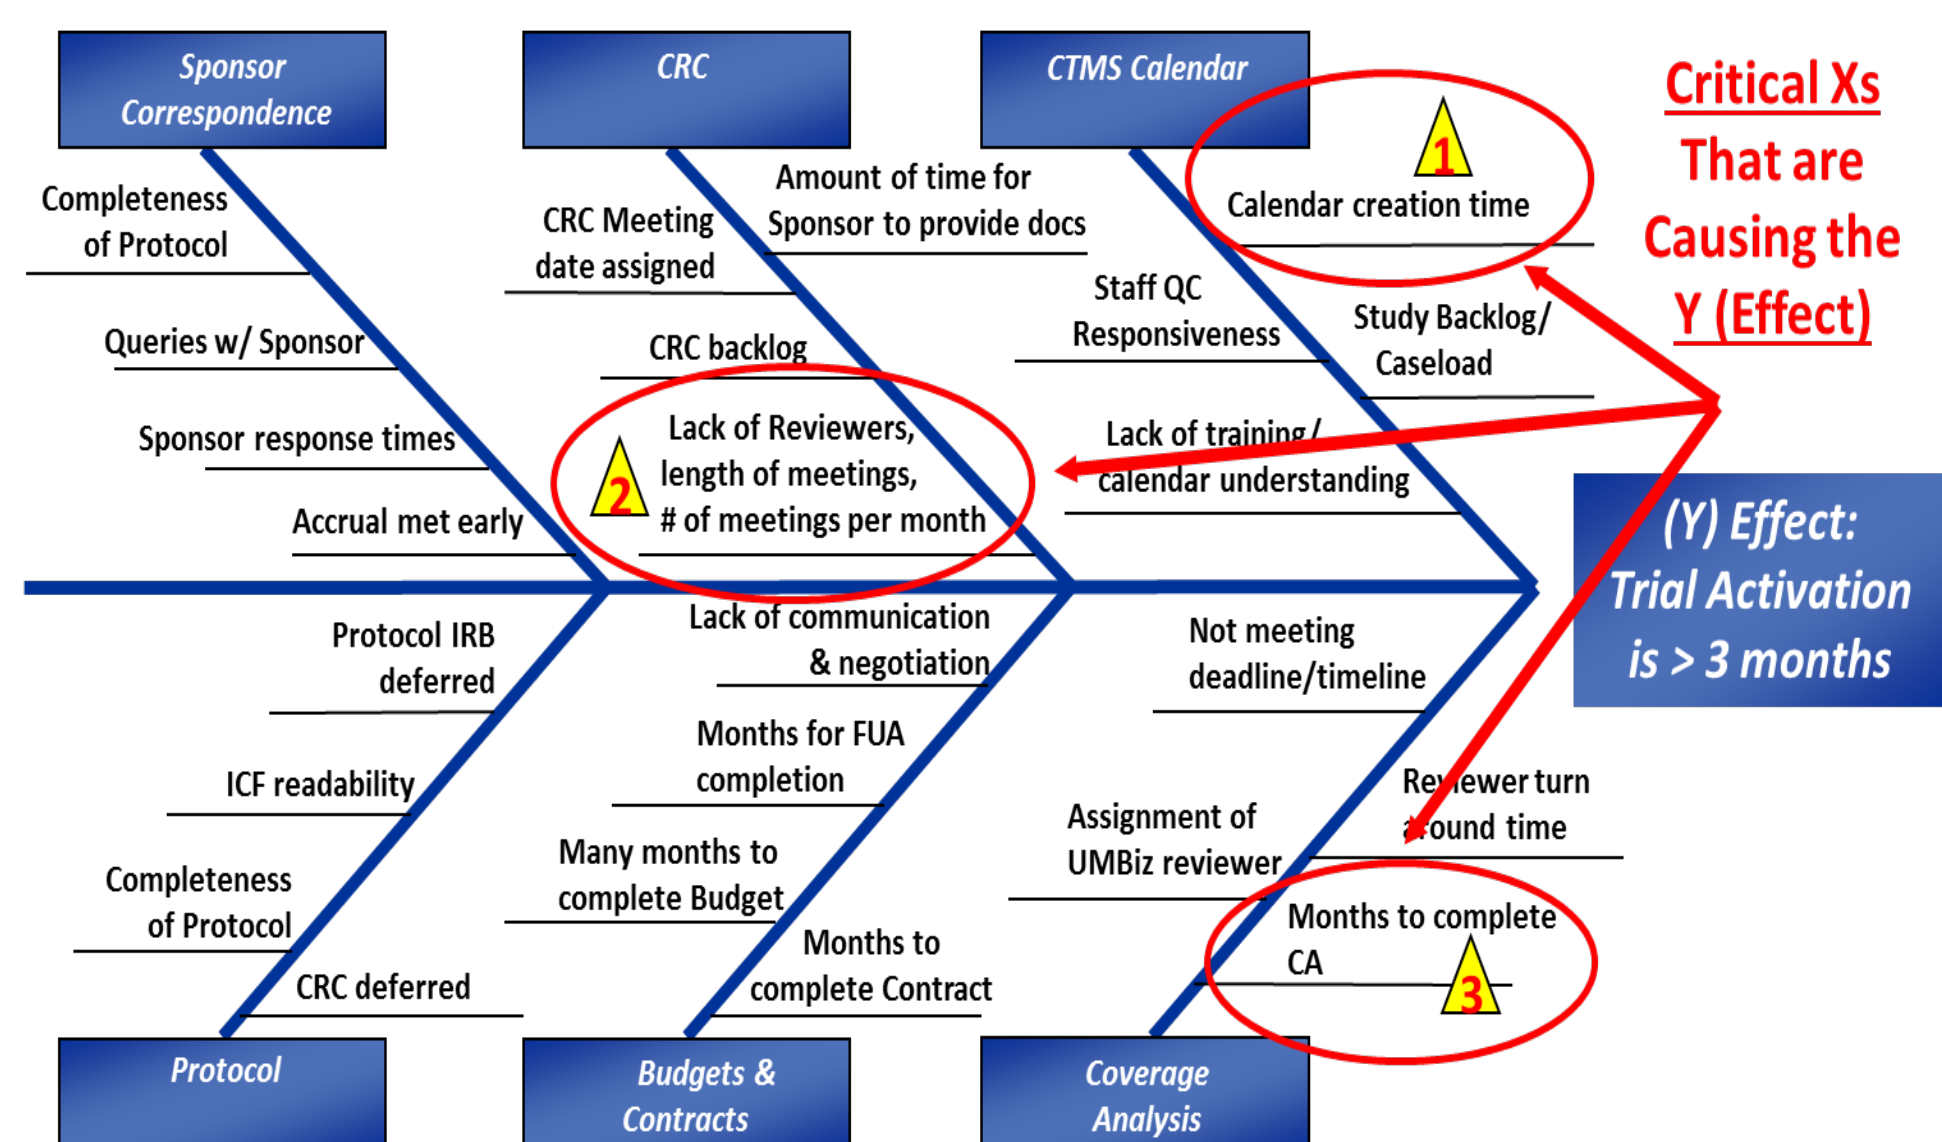 Sponsor
Correspondence
CRC
CTMS Calendar
Critical Xs
That are
Causing the
Y (Effect)
Completeness
of Protocol
Queries w/ Sponsor
Sponsor response times
Accrual met early
CRC Meeting
date assigned
Amount of time for
Sponsor to provide docs
CRC backlog
2
Lack of Reviewers,
length of meetings,
# of meetings per month
1
Calendar creation time
Staff QC
Responsiveness
Study Backlog/
Caseload
Lack of training/
calendar understanding
(Y) Effect:
Trial Activation
is > 3 months
Protocol IRB
deferred
ICF readability
Completeness
of Protocol
CRC deferred
Lack of communication
& negotiation
Months for FUA
completion
Many months to
complete Budget
Months to
complete Contract
Not meeting
deadline/timeline
Reviewer turn
around time
Assignment of
UMBiz reviewer
Months to complete
CA
3
Protocol
Budgets &
Contracts
Coverage
Analysis